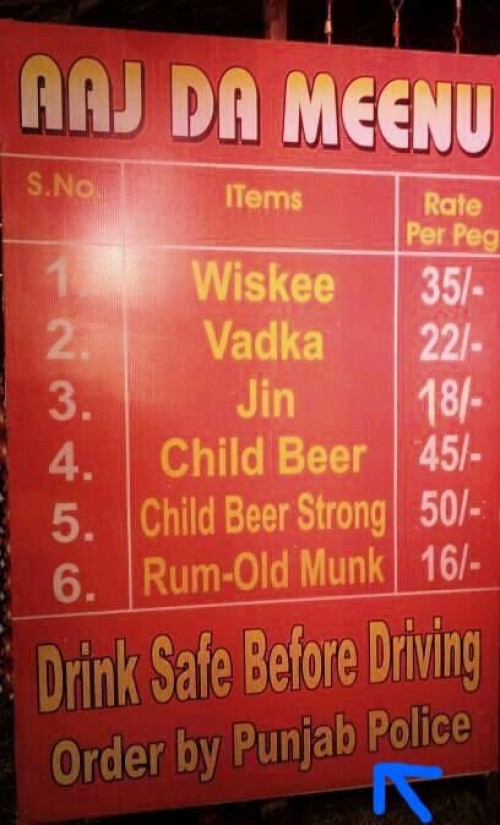 AAJ DA MEENU
S.No. ITems Rate Per Peg
1. Wiskee 35/-
2. Vadka 22/-
3. Jin 18/-
4. Child Beer 45/-
5. Child Beer Strong 50/-
6. Rum-Old Munk 16/-
Drink Safe Before Driving
Order by Punjab Police